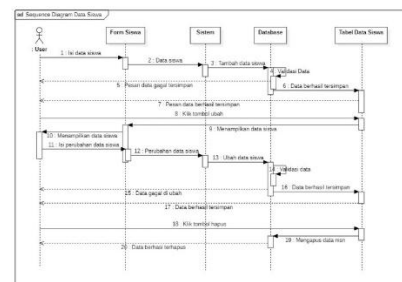 sd Sequence Diagram Data Siswa
Form Siswa
Sistem
Database
Tabel Data Siswa
: User
1 : Isi data siswa
2 : Data siswa
3 : Tambah data siswa
4 : Validasi Data
5 : Pesan data gagal tersimpan
6 : Data berhasil tersimpan
7 : Pesan data berhasil tersimpan
8 : Klik tombol ubah
9 : Menampilkan data siswa
10 : Menampilkan data siswa
11 : Isi perubahan data siswa
12 : Perubahan data siswa
13 : Ubah data siswa
14 : Validasi data
15 : Data gagal di ubah
16 : Data berhasil tersimpan
17 : Data berhasil tersimpan
18 : Klik tombol hapus
19 : Mengapus data
20 : Data berhasil terhapus